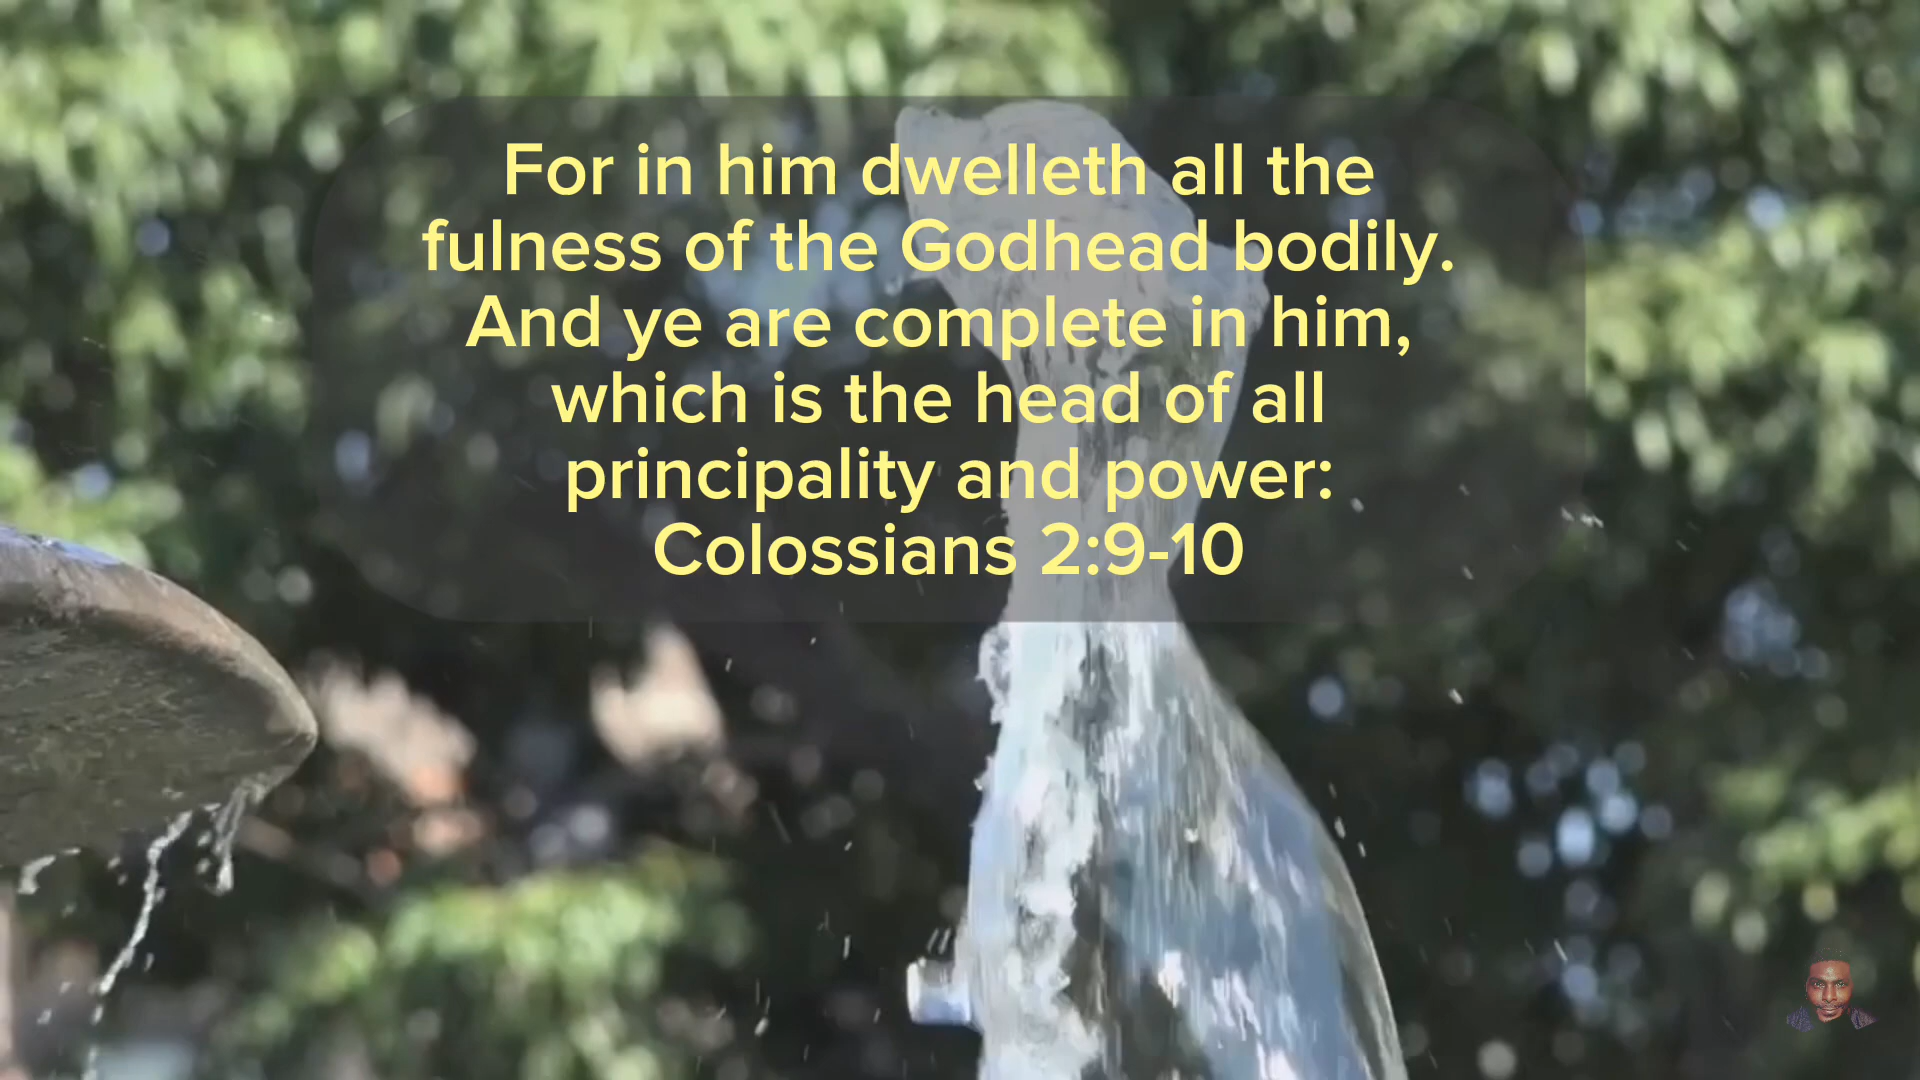 For in him dwelleth all the
fulness of the Godhead bodily.
And ye are complete in him,
which is the head of all
principality and power:
Colossians 2:9-10